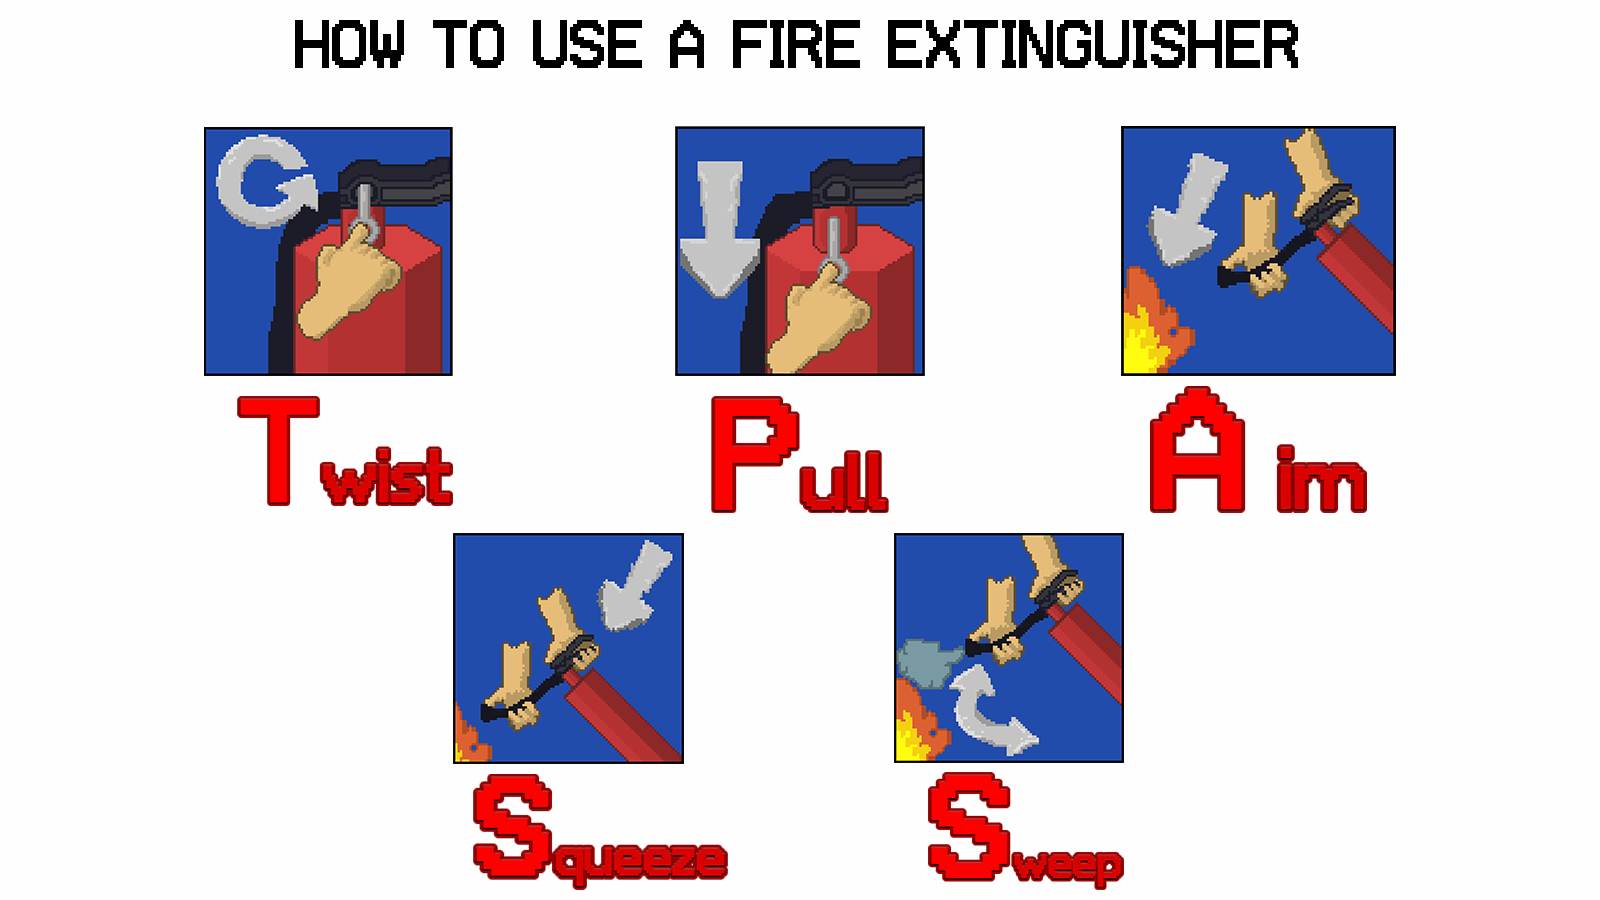 HOW TO USE A FIRE EXTINGUISHER
Twist
Pull
Aim
Squeeze
Sweep